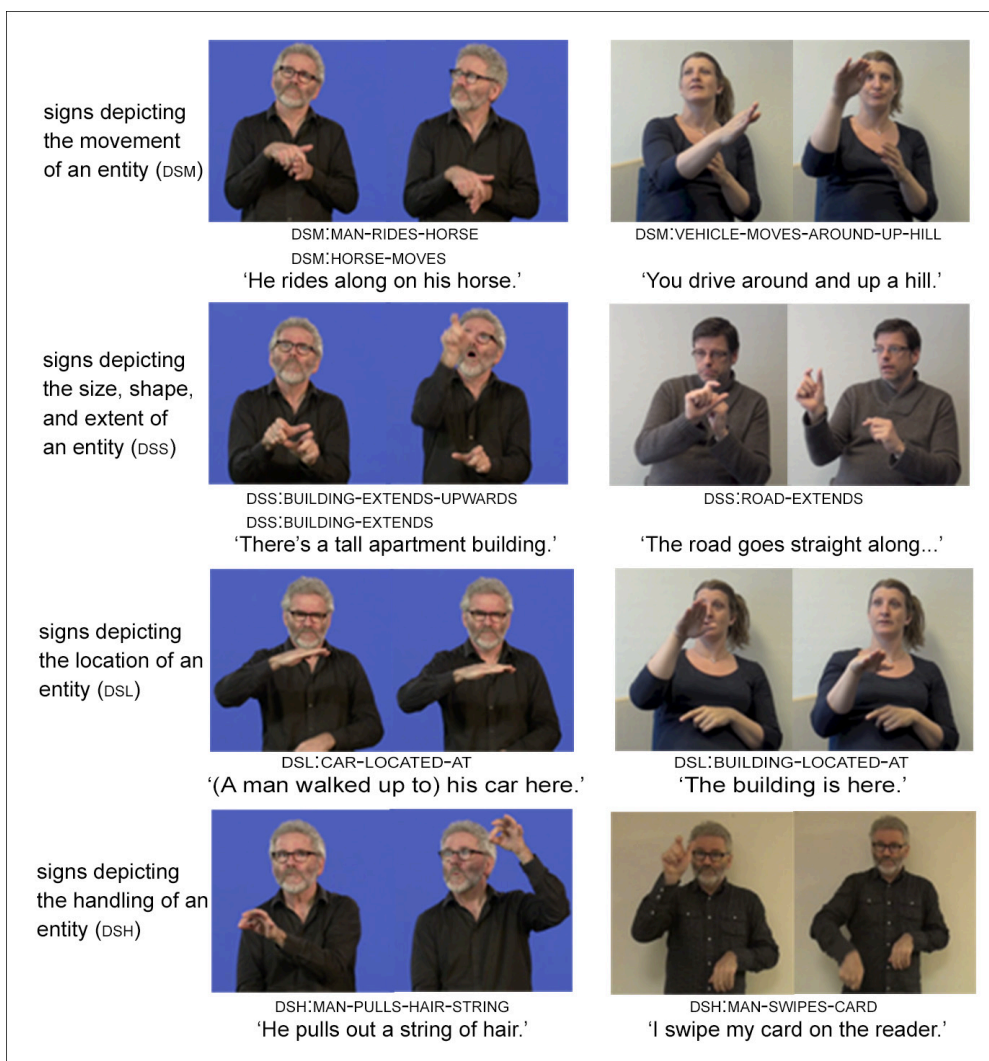 signs depicting
the movement
of an entity (DSM)
DSM:MAN-RIDES-HORSE
DSM:HORSE-MOVES
‘He rides along on his horse.’
DSM:VEHICLE-MOVES-AROUND-UP-HILL
‘You drive around and up a hill.’
signs depicting
the size, shape,
and extent of
an entity (DSS)
DSS:BUILDING-EXTENDS-UPWARDS
DSS:BUILDING-EXTENDS
‘There’s a tall apartment building.’
DSS:ROAD-EXTENDS
‘The road goes straight along...’
signs depicting
the location of an
entity (DSL)
DSL:CAR-LOCATED-AT
‘(A man walked up to) his car here.’
DSL:BUILDING-LOCATED-AT
‘The building is here.’
signs depicting
the handling of an
entity (DSH)
DSH:MAN-PULLS-HAIR-STRING
‘He pulls out a string of hair.’
DSH:MAN-SWIPES-CARD
‘I swipe my card on the reader.’